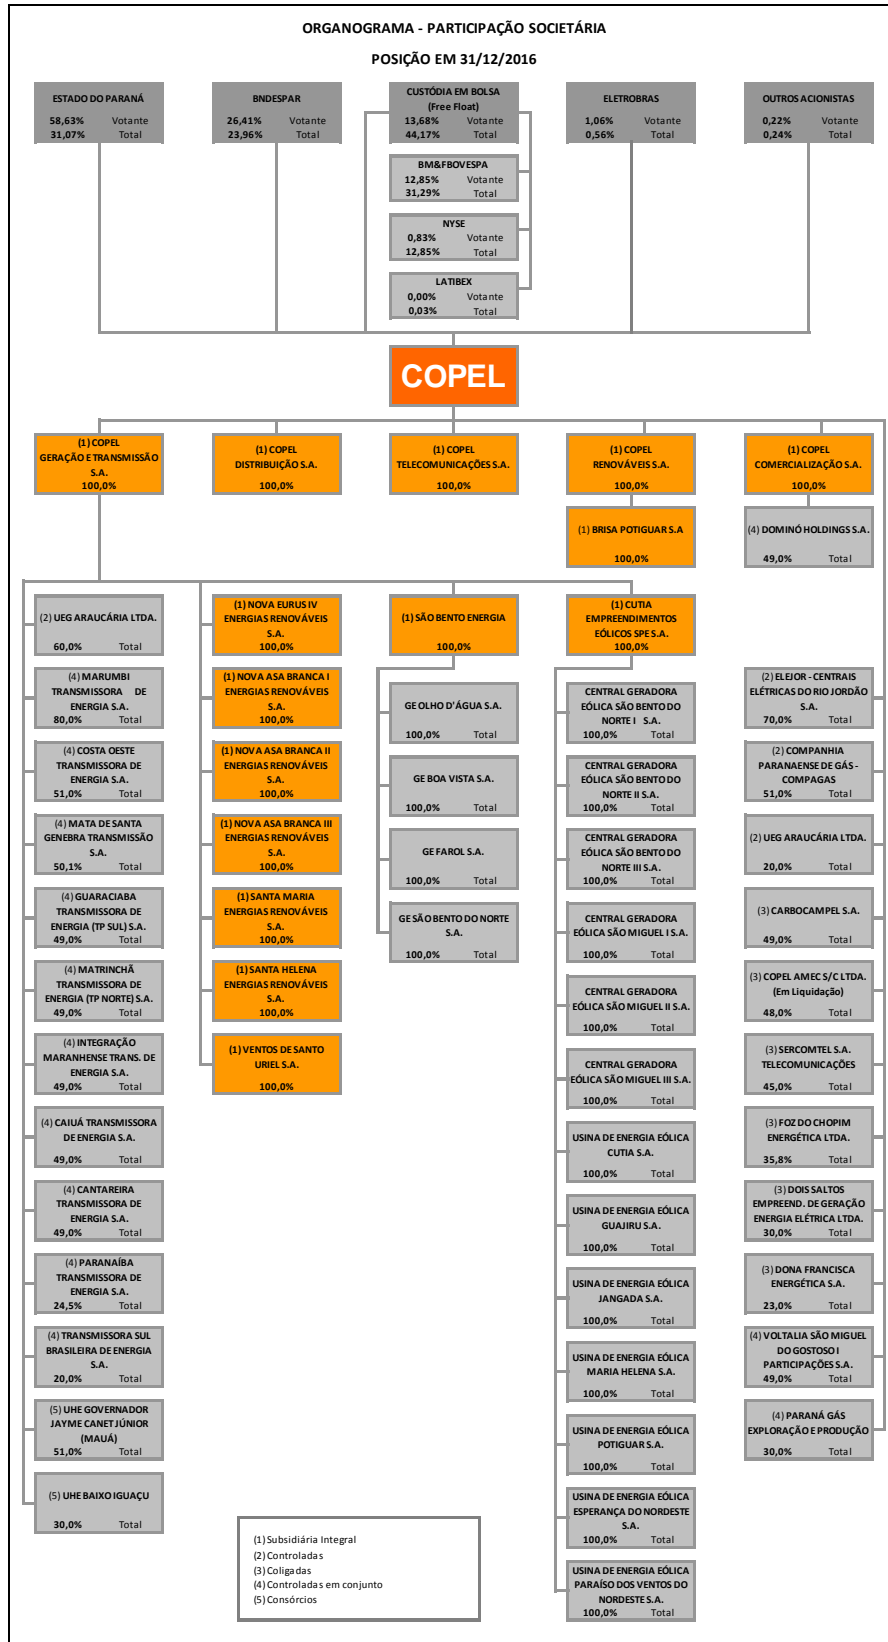 ORGANOGRAMA - PARTICIPAÇÃO SOCIETÁRIA
POSIÇÃO EM 31/12/2016
ESTADO DO PARANÁ
58,63% Votante
31,07% Total
BNDESPAR
26,41% Votante
23,96% Total
CUSTÓDIA EM BOLSA
(Free Float)
13,68% Votante
44,17% Total
ELETROBRAS
1,06% Votante
0,56% Total
OUTROS ACIONISTAS
0,22% Votante
0,24% Total
BM&FBOVESPA
12,85% Votante
31,29% Total
NYSE
0,83% Votante
12,85% Total
LATIBEX
0,00% Votante
0,03% Total
COPEL
(1) COPEL
GERAÇÃO E TRANSMISSÃO
S.A.
100,0%
(1) COPEL
DISTRIBUIÇÃO S.A.
100,0%
(1) COPEL
TELECOMUNICAÇÕES S.A.
100,0%
(1) COPEL
RENOVÁVEIS S.A.
100,0%
(1) COPEL
COMERCIALIZAÇÃO S.A.
100,0%
(1) BRISA POTIGUAR S.A
100,0%
(4) DOMINÓ HOLDINGS S.A.
49,0% Total
(2) UEG ARAUCÁRIA LTDA.
60,0% Total
(4) MARUMBI
TRANSMISSORA DE
ENERGIA S.A.
80,0% Total
(4) COSTA OESTE
TRANSMISSORA DE
ENERGIA S.A.
51,0% Total
(4) MATA DE SANTA
GENEBRA TRANSMISSÃO
S.A.
50,1% Total
(4) GUARACIABA
TRANSMISSORA DE
ENERGIA (TP SUL) S.A.
49,0% Total
(4) MATRINCHÃ
TRANSMISSORA DE
ENERGIA (TP NORTE) S.A.
49,0% Total
(4) INTEGRAÇÃO
MARANHENSE TRANS. DE
ENERGIA S.A.
49,0% Total
(4) CAIUÁ TRANSMISSORA
DE ENERGIA S.A.
49,0% Total
(4) CANTAREIRA
TRANSMISSORA DE
ENERGIA S.A.
49,0% Total
(4) PARANAÍBA
TRANSMISSORA DE
ENERGIA S.A.
24,5% Total
(4) TRANSMISSORA SUL
BRASILEIRA DE ENERGIA
S.A.
20,0% Total
(5) UHE GOVERNADOR
JAYME CANET JÚNIOR
(MAUÁ)
51,0% Total
(5) UHE BAIXO IGUAÇU
30,0% Total
(1) NOVA EURUS IV
ENERGIAS RENOVÁVEIS
S.A.
100,0%
(1) NOVA ASA BRANCA I
ENERGIAS RENOVÁVEIS
S.A.
100,0%
(1) NOVA ASA BRANCA II
ENERGIAS RENOVÁVEIS
S.A.
100,0%
(1) NOVA ASA BRANCA III
ENERGIAS RENOVÁVEIS
S.A.
100,0%
(1) SANTA MARIA
ENERGIAS RENOVÁVEIS
S.A.
100,0%
(1) SANTA HELENA
ENERGIAS RENOVÁVEIS
S.A.
100,0%
(1) VENTOS DE SANTO
URIEL S.A.
100,0%
(1) SÃO BENTO ENERGIA
100,0%
GE OLHO D'ÁGUA S.A.
100,0% Total
GE BOA VISTA S.A.
100,0% Total
GE FAROL S.A.
100,0% Total
GE SÃO BENTO DO NORTE
S.A.
100,0% Total
(1) CUTIA
EMPREENDIMENTOS
EÓLICOS SPE S.A.
100,0%
CENTRAL GERADORA
EÓLICA SÃO BENTO DO
NORTE I S.A.
100,0% Total
CENTRAL GERADORA
EÓLICA SÃO BENTO DO
NORTE II S.A.
100,0% Total
CENTRAL GERADORA
EÓLICA SÃO BENTO DO
NORTE III S.A.
100,0% Total
CENTRAL GERADORA
EÓLICA SÃO MIGUEL I S.A.
100,0% Total
CENTRAL GERADORA
EÓLICA SÃO MIGUEL II S.A.
100,0% Total
CENTRAL GERADORA
EÓLICA SÃO MIGUEL III S.A.
100,0% Total
USINA DE ENERGIA EÓLICA
CUTIA S.A.
100,0% Total
USINA DE ENERGIA EÓLICA
GUAJIRU S.A.
100,0% Total
USINA DE ENERGIA EÓLICA
JANGADA S.A.
100,0% Total
USINA DE ENERGIA EÓLICA
MARIA HELENA S.A.
100,0% Total
USINA DE ENERGIA EÓLICA
POTIGUAR S.A.
100,0% Total
USINA DE ENERGIA EÓLICA
ESPERANÇA DO NORDESTE
S.A.
100,0% Total
USINA DE ENERGIA EÓLICA
PARAÍSO DOS VENTOS DO
NORDESTE S.A.
100,0% Total
(2) ELEJOR - CENTRAIS
ELÉTRICAS DO RIO JORDÃO
S.A.
70,0% Total
(2) COMPANHIA
PARANAENSE DE GÁS -
COMPAGAS
51,0% Total
(2) UEG ARAUCÁRIA LTDA.
20,0% Total
(3) CARBOCAMPEL S.A.
49,0% Total
(3) COPEL AMEC S/C LTDA.
(Em Liquidação)
48,0% Total
(3) SERCOMTEL S.A.
TELECOMUNICAÇÕES
45,0% Total
(3) FOZ DO CHOPIM
ENERGÉTICA LTDA.
35,8% Total
(3) DOIS SALTOS
EMPREEND. DE GERAÇÃO
ENERGIA ELÉTRICA LTDA.
30,0% Total
(3) DONA FRANCISCA
ENERGÉTICA S.A.
23,0% Total
(4) VOLTALIA SÃO MIGUEL
DO GOSTOSO I
PARTICIPAÇÕES S.A.
49,0% Total
(4) PARANÁ GÁS
EXPLORAÇÃO E PRODUÇÃO
30,0% Total
(1) Subsidiária Integral
(2) Controladas
(3) Coligadas
(4) Controladas em conjunto
(5) Consórcios